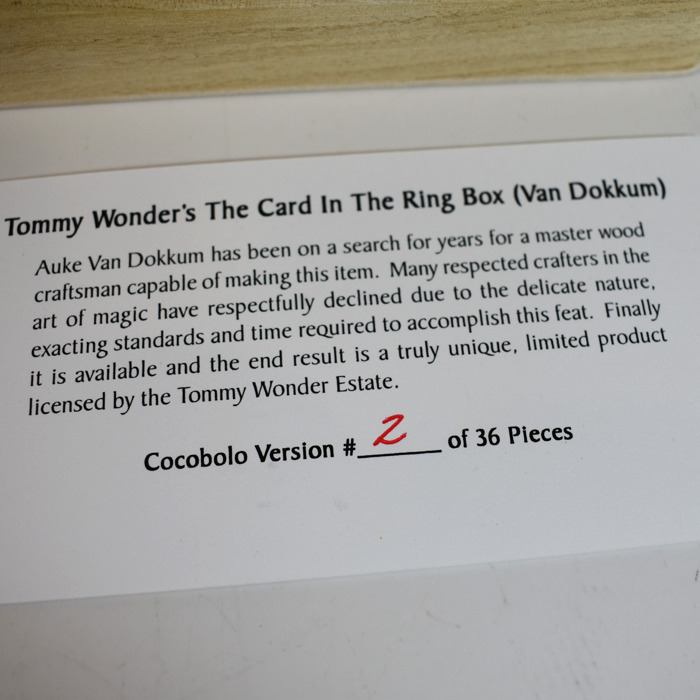 Tommy Wonder's The Card In The Ring Box (Van Dokkum)
Auke Van Dokkum has been on a search for years for a master wood
craftsman capable of making this item. Many respected crafters in the
art of magic have respectfully declined due to the delicate nature,
exacting standards and time required to accomplish this feat. Finally
it is available and the end result is a truly unique, limited product
licensed by the Tommy Wonder Estate.
Cocobolo Version # 2 of 36 Pieces